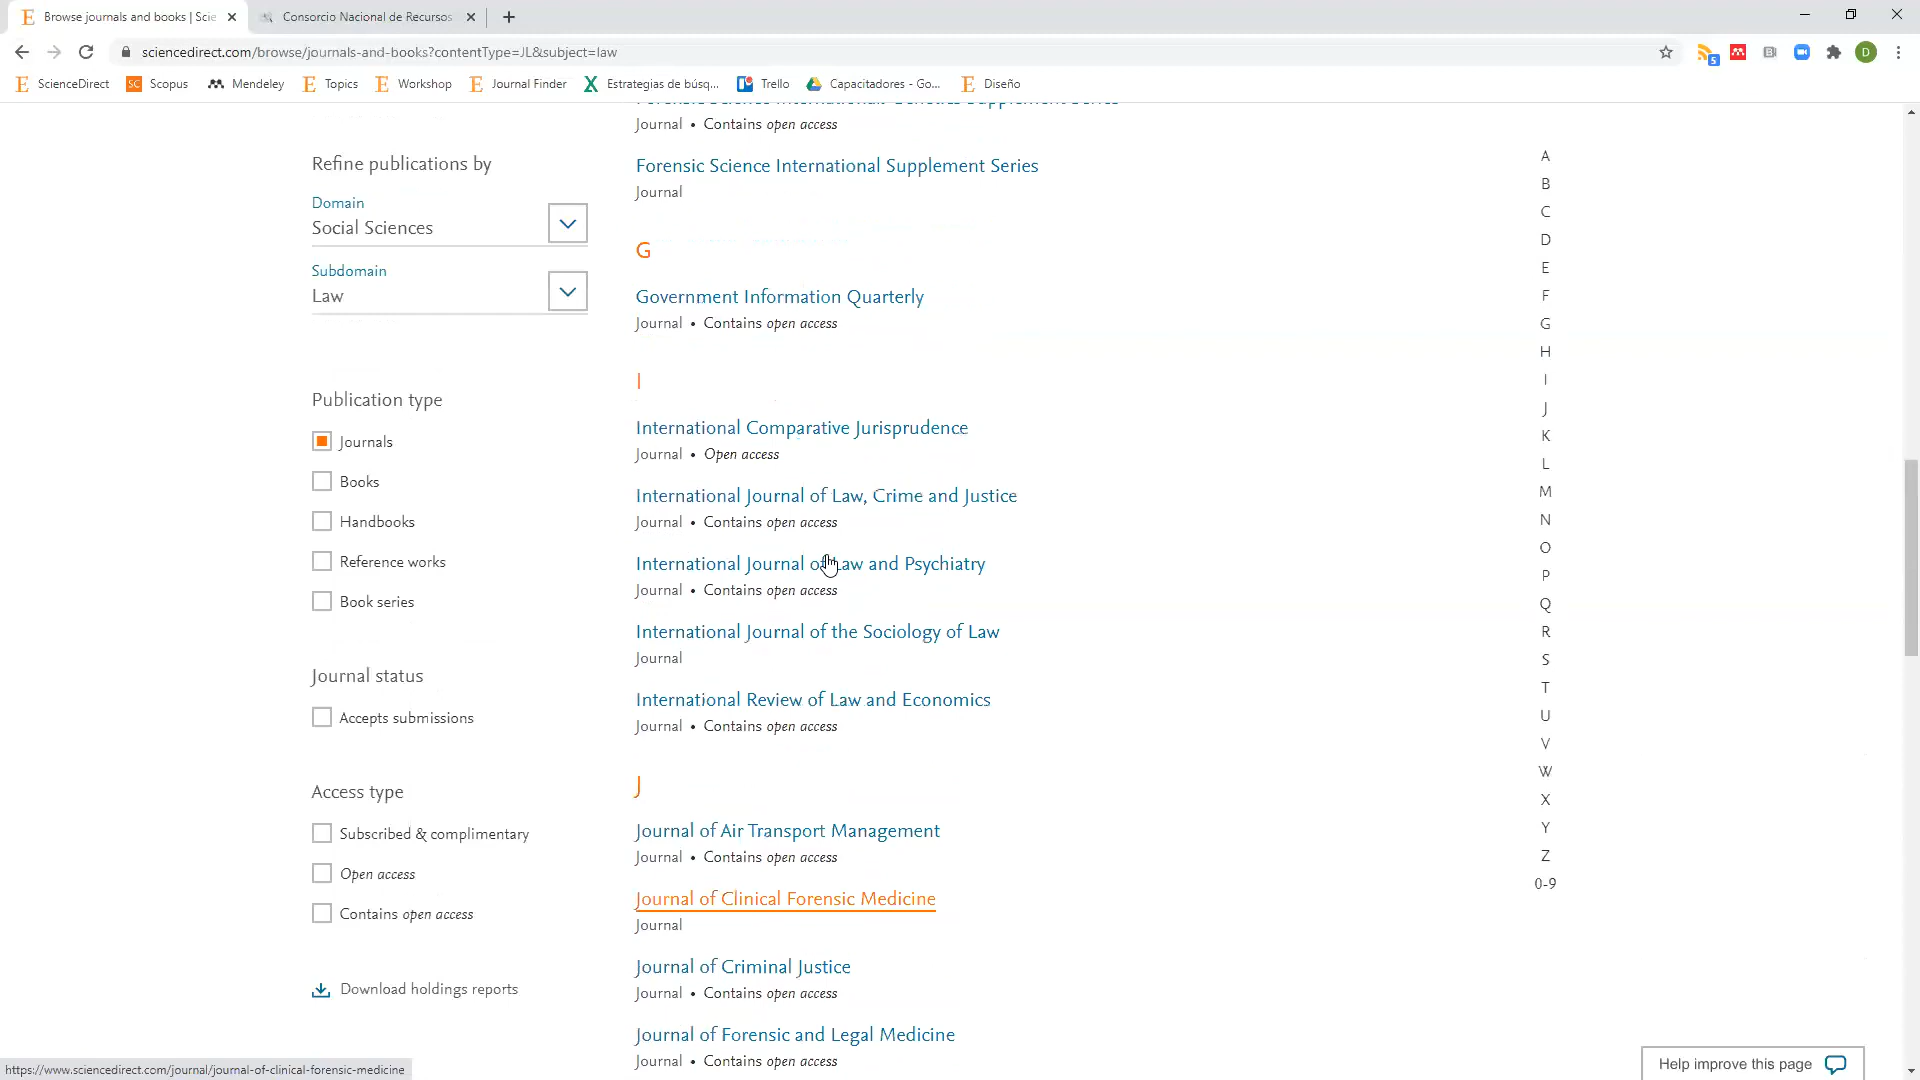 Browse journals and books | Scie
Consorcio Nacional de Recursos
sciencedirect.com/browse/journals-and-books?contentType=JL&subject=law
5
D
ScienceDirect
SC Scopus
Mendeley
Topics
Workshop
Journal Finder
Estrategias de búsq...
Trello
Capacitadores - Go...
Diseño
Forensic Science International: Genetics Supplement Series
Journal • Contains open access
Forensic Science International Supplement Series
Journal
Refine publications by
Domain
Social Sciences
Subdomain
Law
Publication type
Journals
Books
Handbooks
Reference works
Book series
Journal status
Accepts submissions
Access type
Subscribed & complimentary
Open access
Contains open access
Download holdings reports
G
Government Information Quarterly
Journal • Contains open access
I
International Comparative Jurisprudence
Journal • Open access
International Journal of Law, Crime and Justice
Journal • Contains open access
International Journal of Law and Psychiatry
Journal • Contains open access
International Journal of the Sociology of Law
Journal
International Review of Law and Economics
Journal • Contains open access
J
Journal of Air Transport Management
Journal • Contains open access
Journal of Clinical Forensic Medicine
Journal
Journal of Criminal Justice
Journal • Contains open access
Journal of Forensic and Legal Medicine
Journal • Contains open access
A
B
C
D
E
F
G
H
I
J
K
L
M
N
O
P
Q
R
S
T
U
V
W
X
Y
Z
0-9
Help improve this page
https://www.sciencedirect.com/journal/journal-of-clinical-forensic-medicine